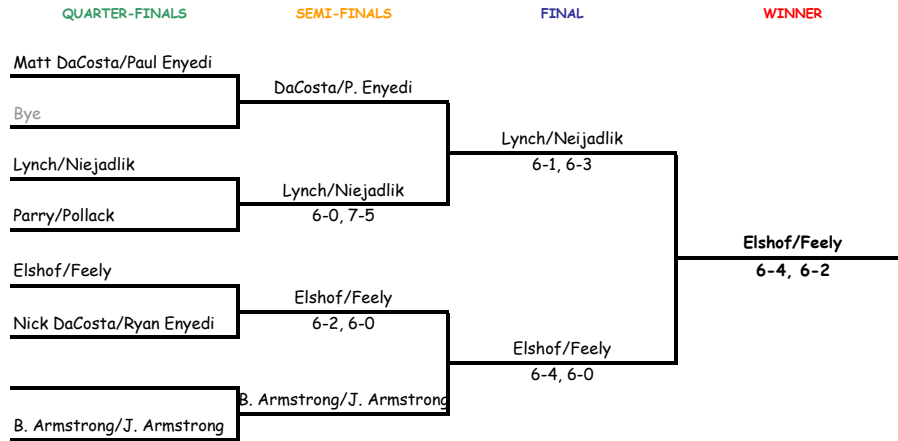 QUARTER-FINALS SEMI-FINALS FINAL WINNER
Matt DaCosta/Paul Enyedi
DaCosta/P. Enyedi
Bye
Lynch/Neijadlik
6-1, 6-3
Lynch/Niejadlik
Lynch/Niejadlik
6-0, 7-5
Parry/Pollack
Elshof/Feely
6-4, 6-2
Elshof/Feely
Elshof/Feely
6-2, 6-0
Nick DaCosta/Ryan Enyedi
Elshof/Feely
6-4, 6-0
B. Armstrong/J. Armstrong
B. Armstrong/J. Armstrong